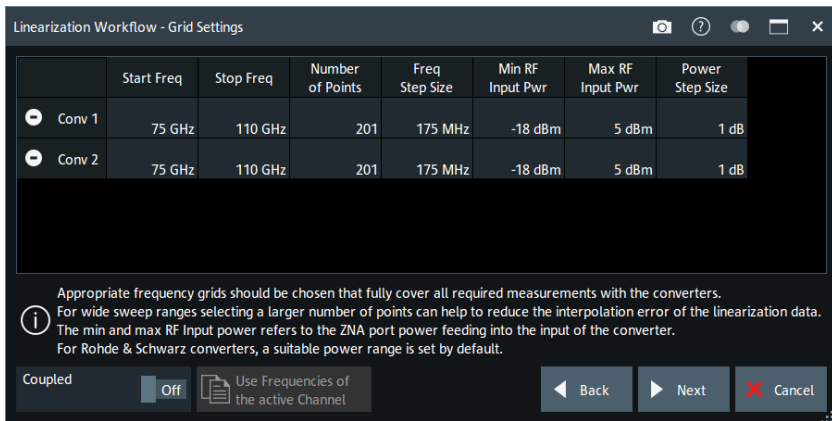 Linearization Workflow - Grid Settings
Start Freq Stop Freq Number of Points Freq Step Size Min RF Input Pwr Max RF Input Pwr Power Step Size
Conv 1 75 GHz 110 GHz 201 175 MHz -18 dBm 5 dBm 1 dB
Conv 2 75 GHz 110 GHz 201 175 MHz -18 dBm 5 dBm 1 dB
Appropriate frequency grids should be chosen that fully cover all required measurements with the converters.
For wide sweep ranges selecting a larger number of points can help to reduce the interpolation error of the linearization data.
The min and max RF Input power refers to the ZNA port power feeding into the input of the converter.
For Rohde & Schwarz converters, a suitable power range is set by default.
Coupled Off
Use Frequencies of
the active Channel
Back Next Cancel